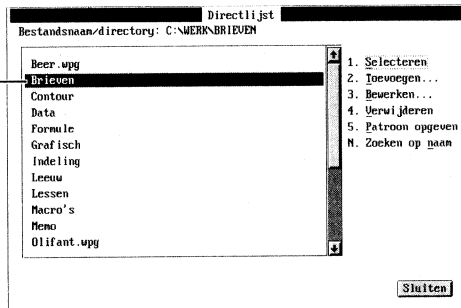 Directlijst
Bestandsnaam/directory: C:\WERK\BRIEVEN
Beer.wpg
Brieven
Contour
Data
Formule
Grafisch
Indeling
Leeuw
Lessen
Macro's
Memo
Olifant.wpg
1. Selecteren
2. Toevoegen...
3. Bewerken...
4. Verwijderen
5. Patroon opgeven
N. Zoeken op naam
Sluiten